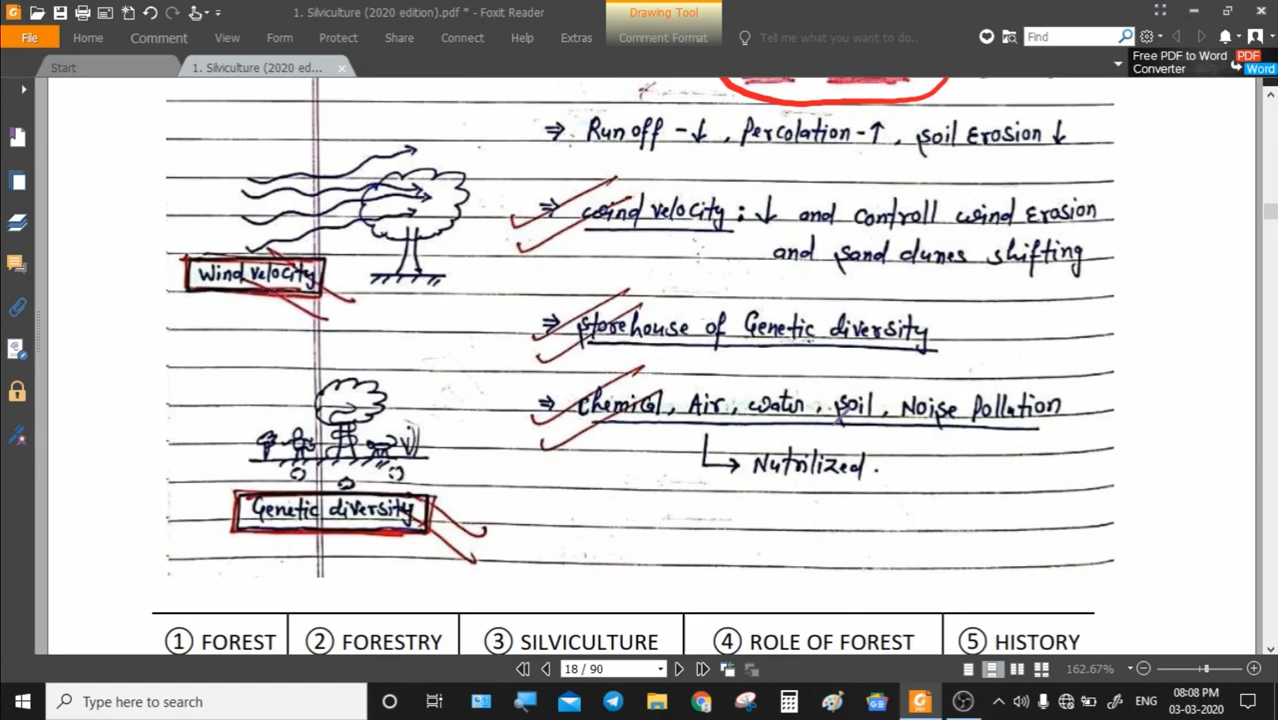 1. Silviculture (2020 edition).pdf * - Foxit Reader
Drawing Tool
File Home Comment View Form Protect Share Connect Help Extras Comment Format Tell me what you want to do... Find
Start 1. Silviculture (2020 ed... Free PDF to Word Converter PDF Word
⇒ Run off - ↓ , Percolation - ↑ , Soil Erosion ↓
⇒ wind velocity : ↓ and controll wind Erosion
and sand dunes shifting
Wind velocity
⇒ storehouse of Genetic diversity
⇒ Chemical, Air, water, soil, Noise Pollution
↳ Nutrilized.
Genetic diversity
① FOREST ② FORESTRY ③ SILVICULTURE ④ ROLE OF FOREST ⑤ HISTORY
18 / 90 162.67%
Type here to search ENG 08:08 PM
03-03-2020